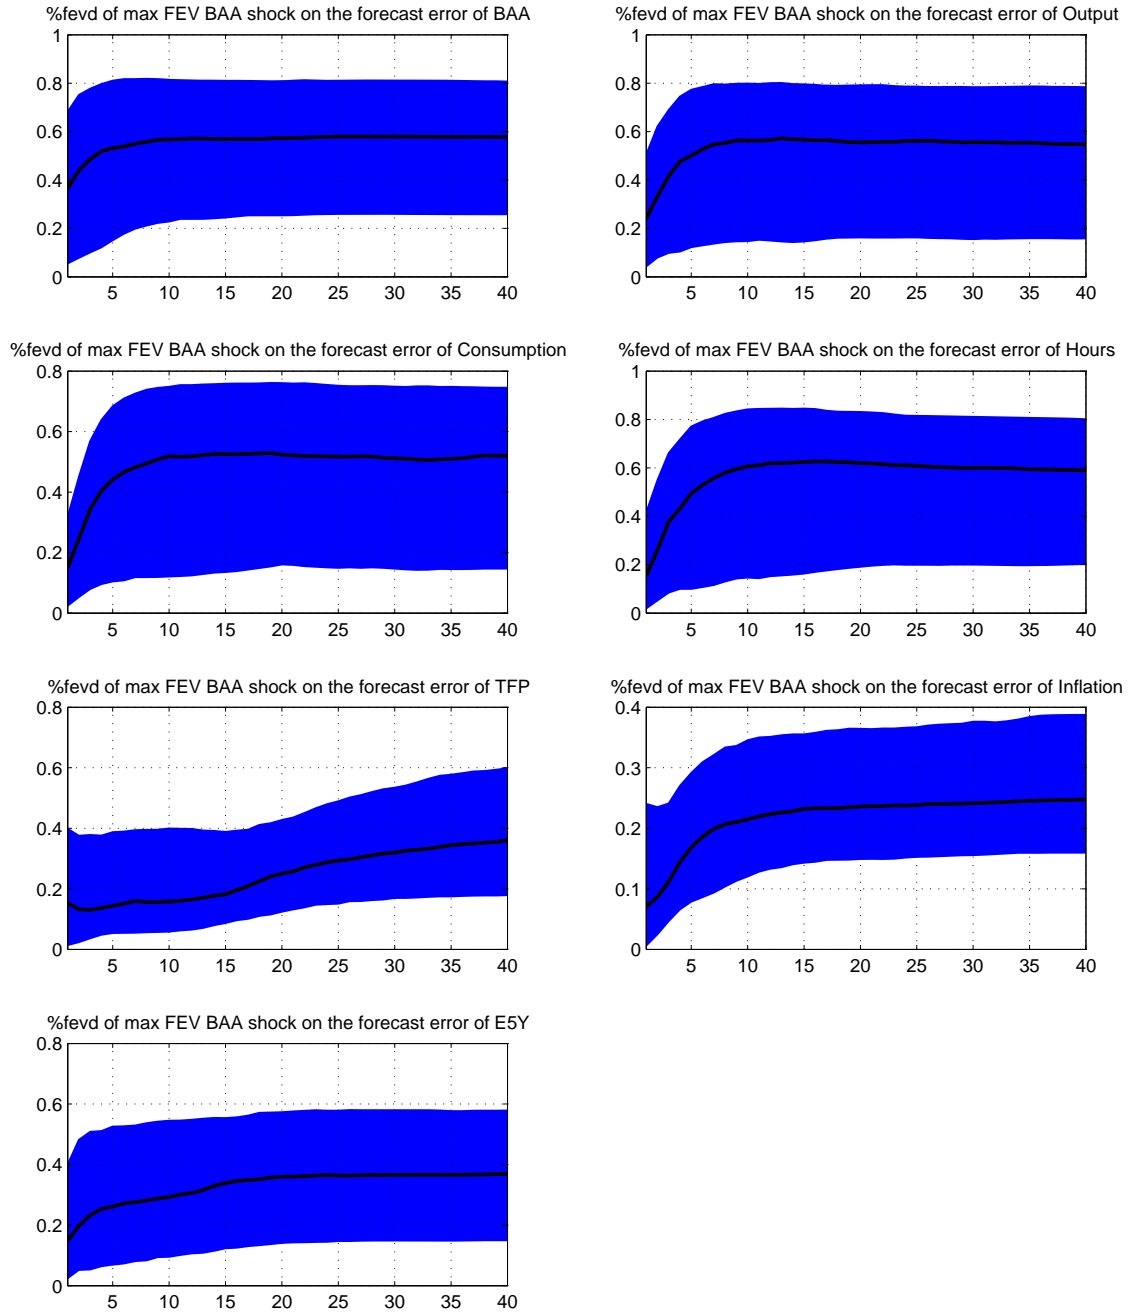 %fevd of max FEV BAA shock on the forecast error of BAA
1
0.8
0.6
0.4
0.2
0
5 10 15 20 25 30 35 40
%fevd of max FEV BAA shock on the forecast error of Output
1
0.8
0.6
0.4
0.2
0
5 10 15 20 25 30 35 40
%fevd of max FEV BAA shock on the forecast error of Consumption
0.8
0.6
0.4
0.2
0
5 10 15 20 25 30 35 40
%fevd of max FEV BAA shock on the forecast error of Hours
1
0.8
0.6
0.4
0.2
0
5 10 15 20 25 30 35 40
%fevd of max FEV BAA shock on the forecast error of TFP
0.8
0.6
0.4
0.2
0
5 10 15 20 25 30 35 40
%fevd of max FEV BAA shock on the forecast error of Inflation
0.4
0.3
0.2
0.1
0
5 10 15 20 25 30 35 40
%fevd of max FEV BAA shock on the forecast error of E5Y
0.8
0.6
0.4
0.2
0
5 10 15 20 25 30 35 40